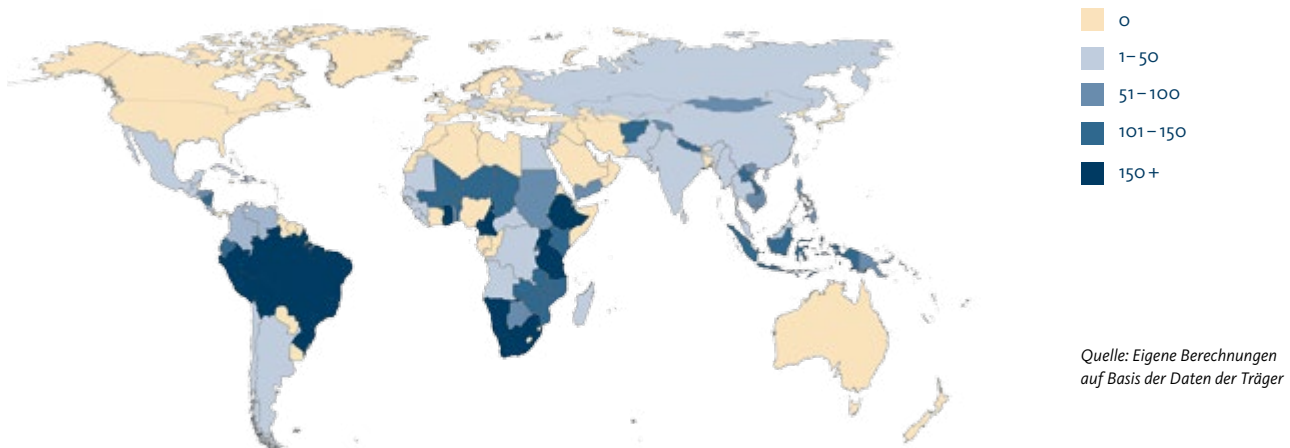 0
1–50
51–100
101–150
150+
Quelle: Eigene Berechnungen
auf Basis der Daten der Träger